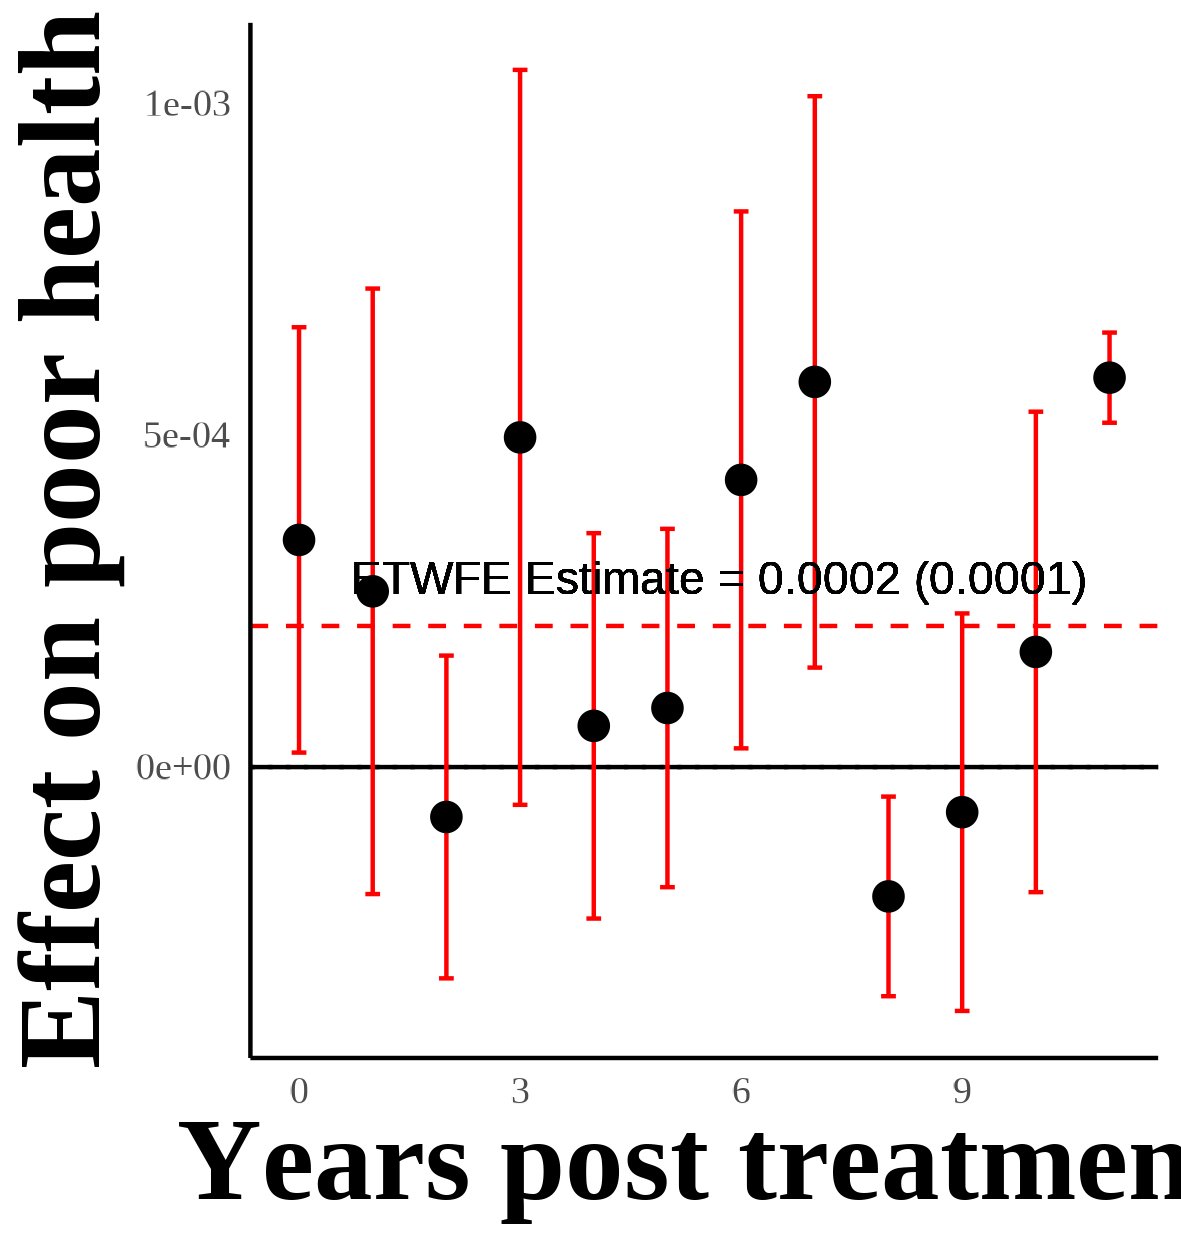 Effect on poor health
1e-03
5e-04
0e+00
ETWFE Estimate = 0.0002 (0.0001)
0 3 6 9
Years post treatmen